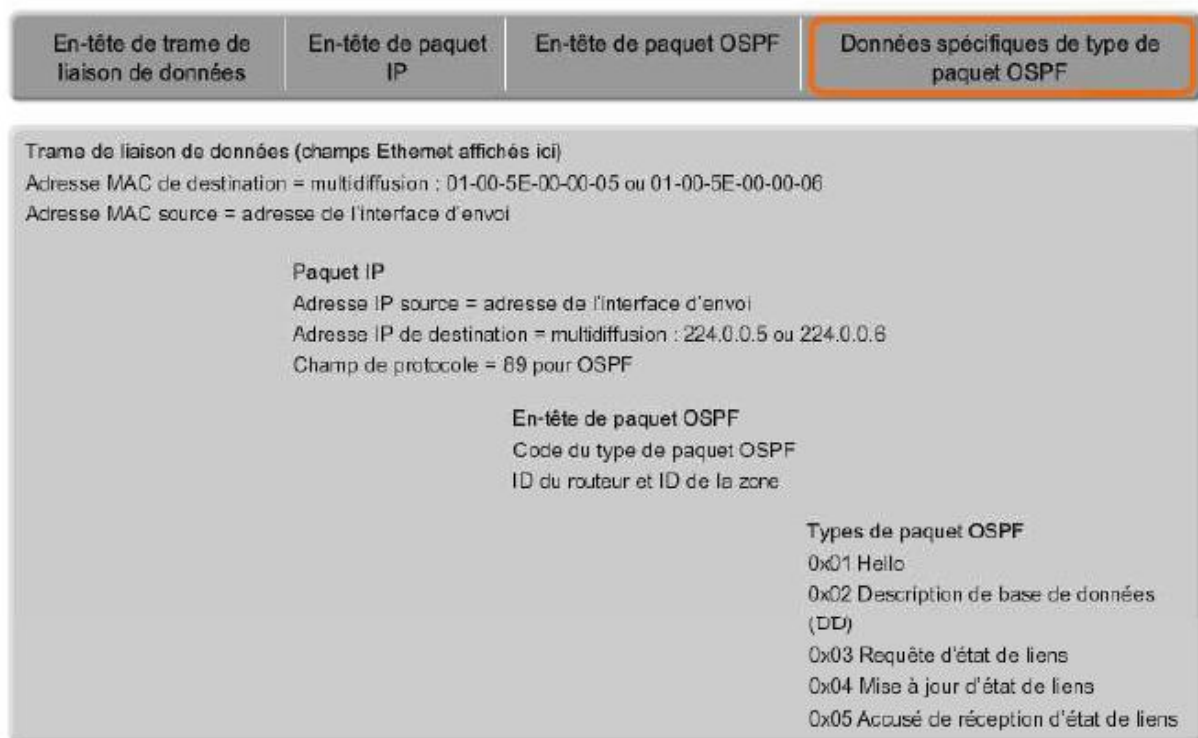 En-tête de trame de
liaison de données
En-tête de paquet
IP
En-tête de paquet OSPF
Données spécifiques de type de
paquet OSPF
Trame de liaison de données (champs Ethernet affichés ici)
Adresse MAC de destination = multidiffusion : 01-00-5E-00-00-05 ou 01-00-5E-00-00-06
Adresse MAC source = adresse de l'interface d'envoi
Paquet IP
Adresse IP source = adresse de l'interface d'envoi
Adresse IP de destination = multidiffusion : 224.0.0.5 ou 224.0.0.6
Champ de protocole = 89 pour OSPF
En-tête de paquet OSPF
Code du type de paquet OSPF
ID du routeur et ID de la zone
Types de paquet OSPF
0x01 Hello
0x02 Description de base de données
(DD)
0x03 Requête d'état de liens
0x04 Mise à jour d'état de liens
0x05 Accusé de réception d'état de liens